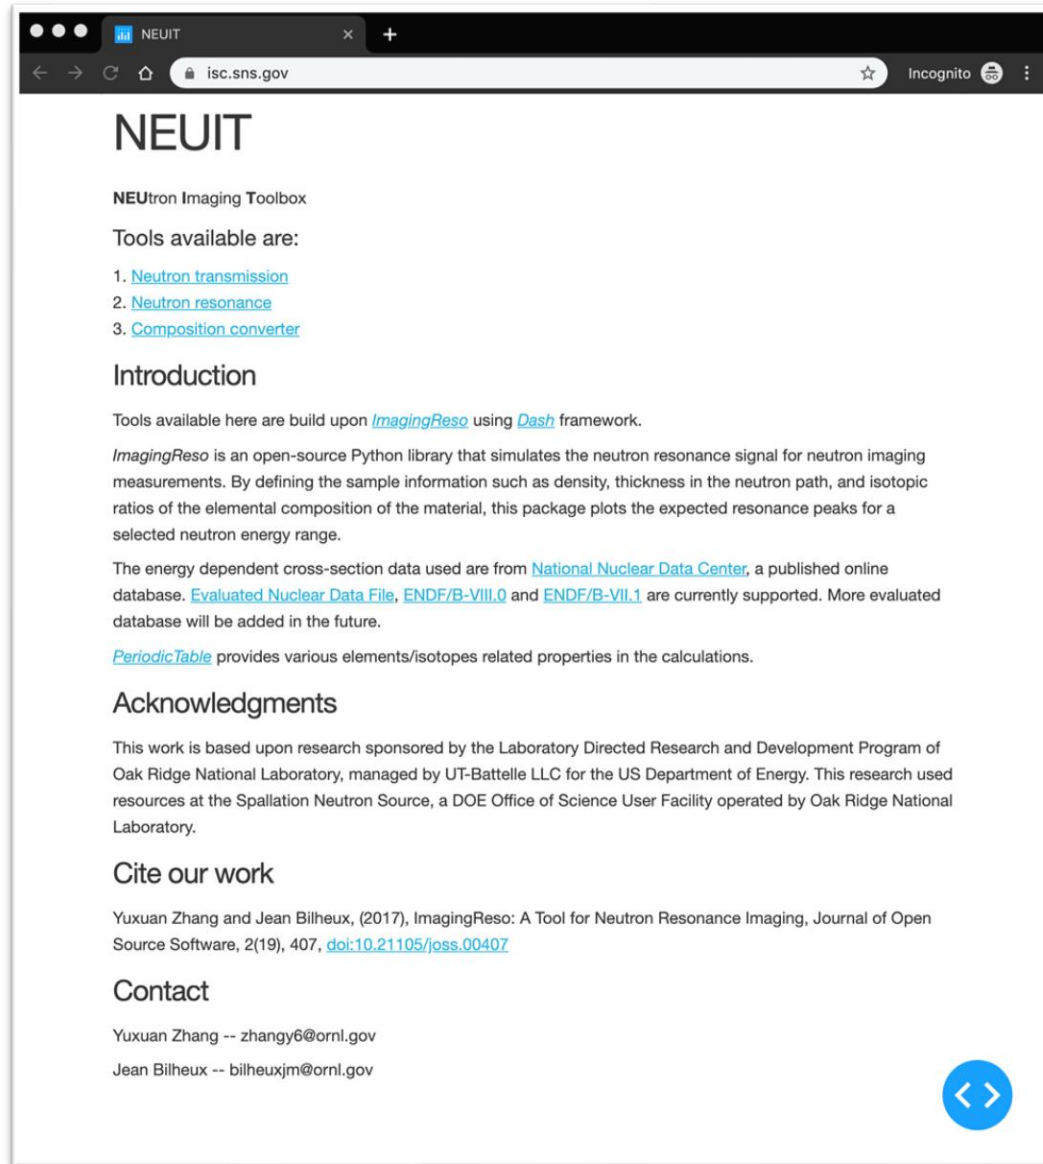 NEUIT
isc.sns.gov
Incognito
NEUIT
NEUtron Imaging Toolbox
Tools available are:
1. Neutron transmission
2. Neutron resonance
3. Composition converter
Introduction
Tools available here are build upon ImagingReso using Dash framework.
ImagingReso is an open-source Python library that simulates the neutron resonance signal for neutron imaging
measurements. By defining the sample information such as density, thickness in the neutron path, and isotopic
ratios of the elemental composition of the material, this package plots the expected resonance peaks for a
selected neutron energy range.
The energy dependent cross-section data used are from National Nuclear Data Center, a published online
database. Evaluated Nuclear Data File, ENDF/B-VIII.0 and ENDF/B-VII.1 are currently supported. More evaluated
database will be added in the future.
PeriodicTable provides various elements/isotopes related properties in the calculations.
Acknowledgments
This work is based upon research sponsored by the Laboratory Directed Research and Development Program of
Oak Ridge National Laboratory, managed by UT-Battelle LLC for the US Department of Energy. This research used
resources at the Spallation Neutron Source, a DOE Office of Science User Facility operated by Oak Ridge National
Laboratory.
Cite our work
Yuxuan Zhang and Jean Bilheux, (2017), ImagingReso: A Tool for Neutron Resonance Imaging, Journal of Open
Source Software, 2(19), 407, doi:10.21105/joss.00407
Contact
Yuxuan Zhang -- zhangy6@ornl.gov
Jean Bilheux -- bilheuxjm@ornl.gov